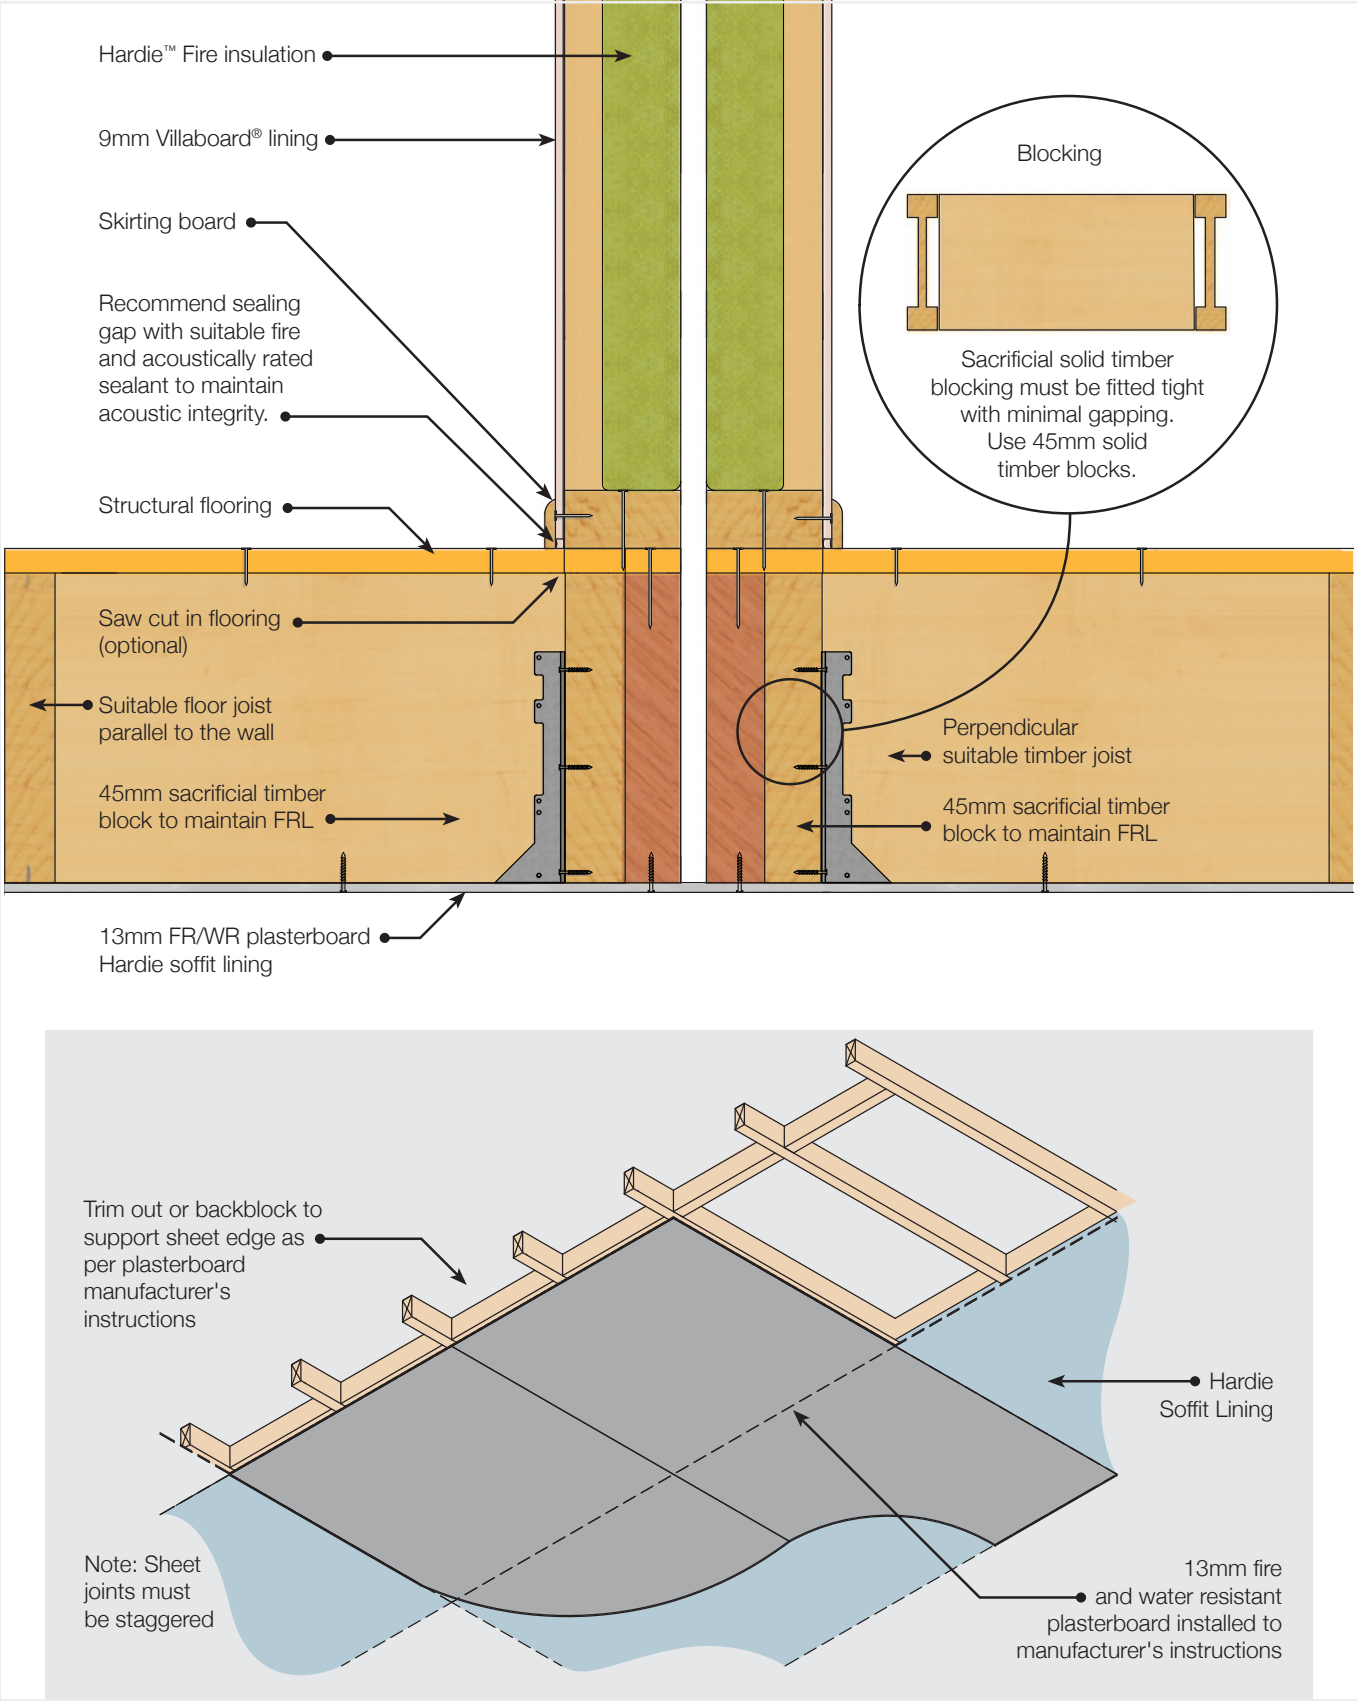 Hardie™ Fire insulation
9mm Villaboard® lining
Skirting board
Recommend sealing
gap with suitable fire
and acoustically rated
sealant to maintain
acoustic integrity.
Structural flooring
Blocking
Sacrificial solid timber
blocking must be fitted tight
with minimal gapping.
Use 45mm solid
timber blocks.
Saw cut in flooring
(optional)
Suitable floor joist
parallel to the wall
45mm sacrificial timber
block to maintain FRL
Perpendicular
suitable timber joist
45mm sacrificial timber
block to maintain FRL
13mm FR/WR plasterboard
Hardie soffit lining
Trim out or backblock to
support sheet edge as
per plasterboard
manufacturer's
instructions
Hardie
Soffit Lining
Note: Sheet
joints must
be staggered
13mm fire
and water resistant
plasterboard installed to
manufacturer's instructions